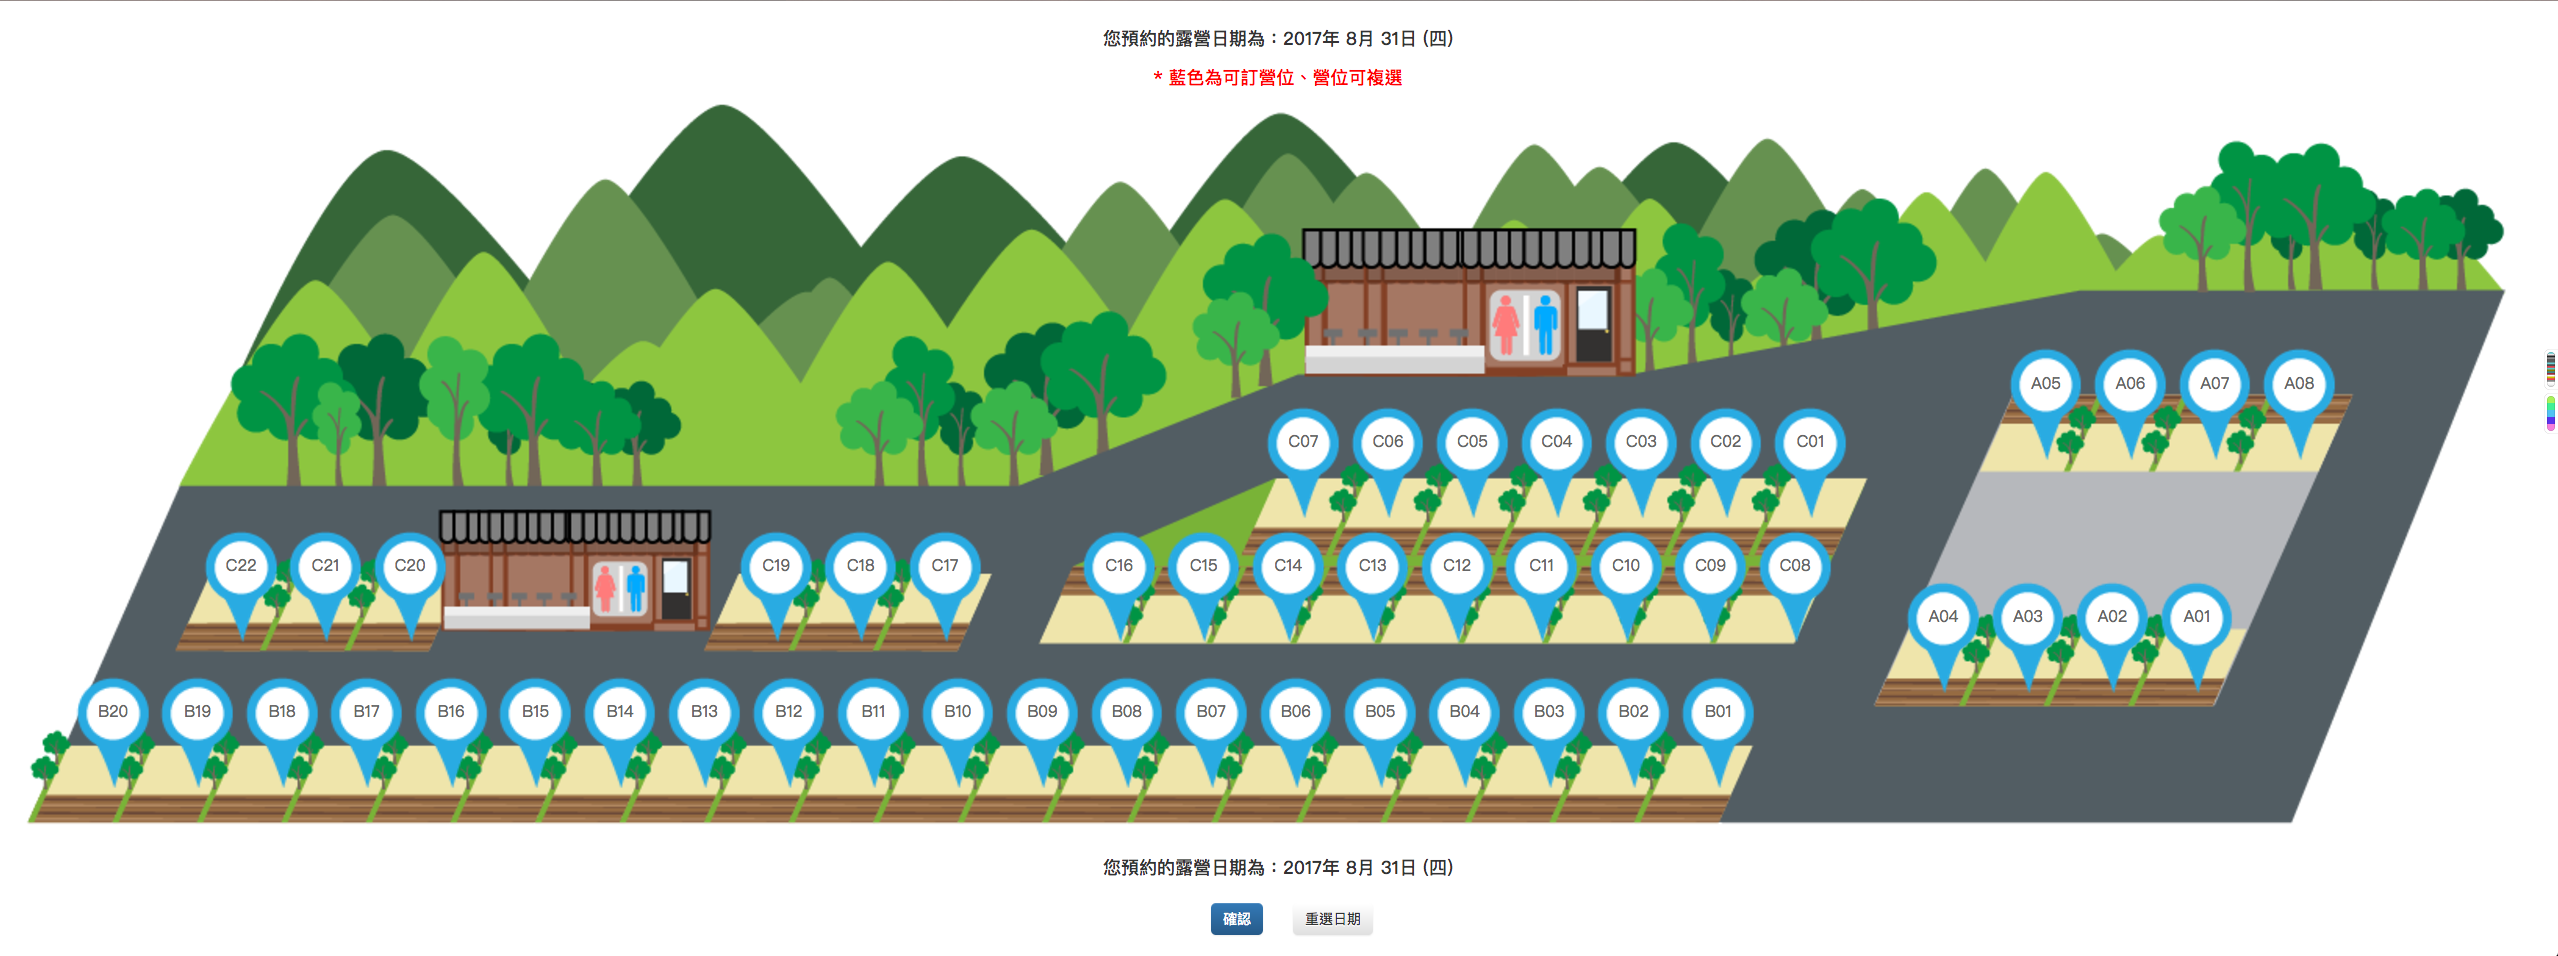 您預約的露營日期為：2017年 8月 31日 (四)
* 藍色為可訂營位、營位可複選
A05 A06 A07 A08
C07 C06 C05 C04 C03 C02 C01
C22 C21 C20 C19 C18 C17 C16 C15 C14 C13 C12 C11 C10 C09 C08
A04 A03 A02 A01
B20 B19 B18 B17 B16 B15 B14 B13 B12 B11 B10 B09 B08 B07 B06 B05 B04 B03 B02 B01
您預約的露營日期為：2017年 8月 31日 (四)
確認 重選日期